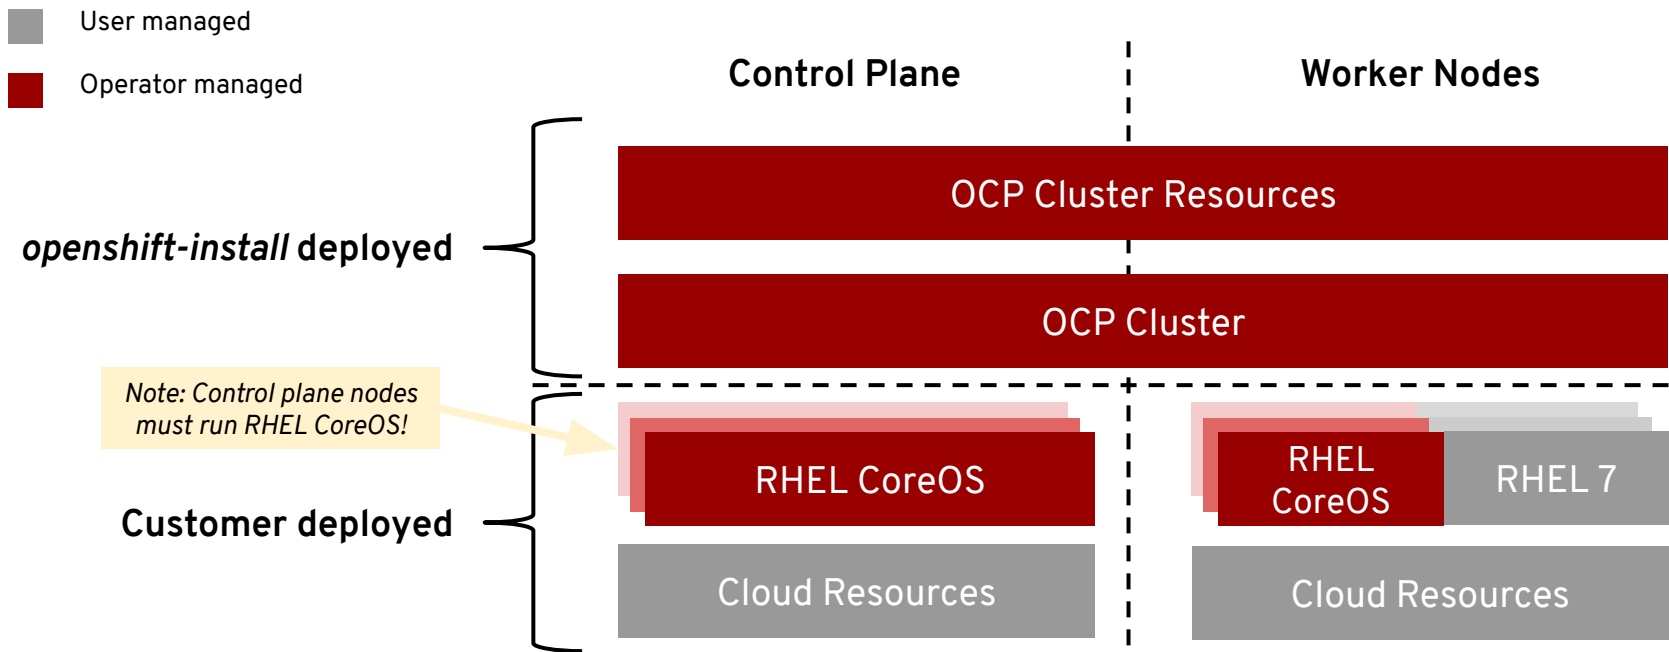 User managed
Operator managed
Control Plane
Worker Nodes
OCP Cluster Resources
openshift-install deployed
OCP Cluster
Note: Control plane nodes
must run RHEL CoreOS!
RHEL CoreOS
RHEL
CoreOS
RHEL 7
Customer deployed
Cloud Resources
Cloud Resources